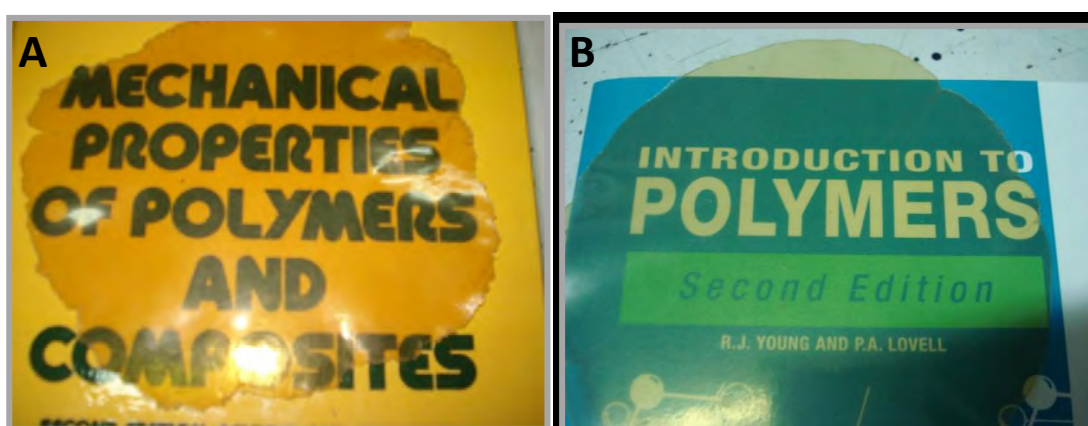 A
MECHANICAL
PROPERTIES
OF POLYMERS
AND
COMPOSITES
B
INTRODUCTION TO
POLYMERS
Second Edition
R.J. YOUNG AND P.A. LOVELL